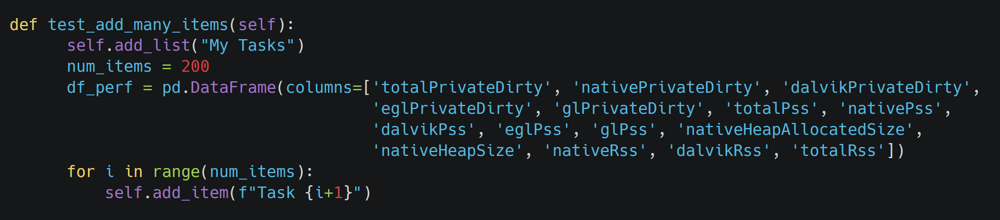 def test_add_many_items(self):
      self.add_list("My Tasks")
      num_items = 200
      df_perf = pd.DataFrame(columns=['totalPrivateDirty', 'nativePrivateDirty', 'dalvikPrivateDirty',
                                      'eglPrivateDirty', 'glPrivateDirty', 'totalPss', 'nativePss',
                                      'dalvikPss', 'eglPss', 'glPss', 'nativeHeapAllocatedSize',
                                      'nativeHeapSize', 'nativeRss', 'dalvikRss', 'totalRss'])
      for i in range(num_items):
          self.add_item(f"Task {i+1}")